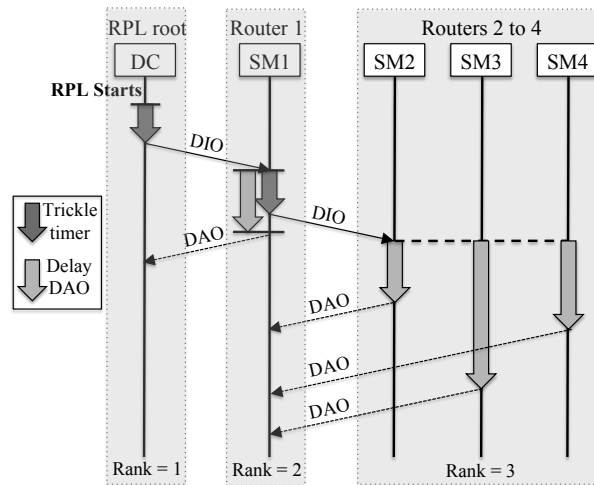 RPL root
Router 1
Routers 2 to 4
DC
SM1
SM2
SM3
SM4
RPL Starts
DIO
Trickle
timer
DIO
DAO
Delay
DAO
DAO
DAO
DAO
Rank = 1
Rank = 2
Rank = 3